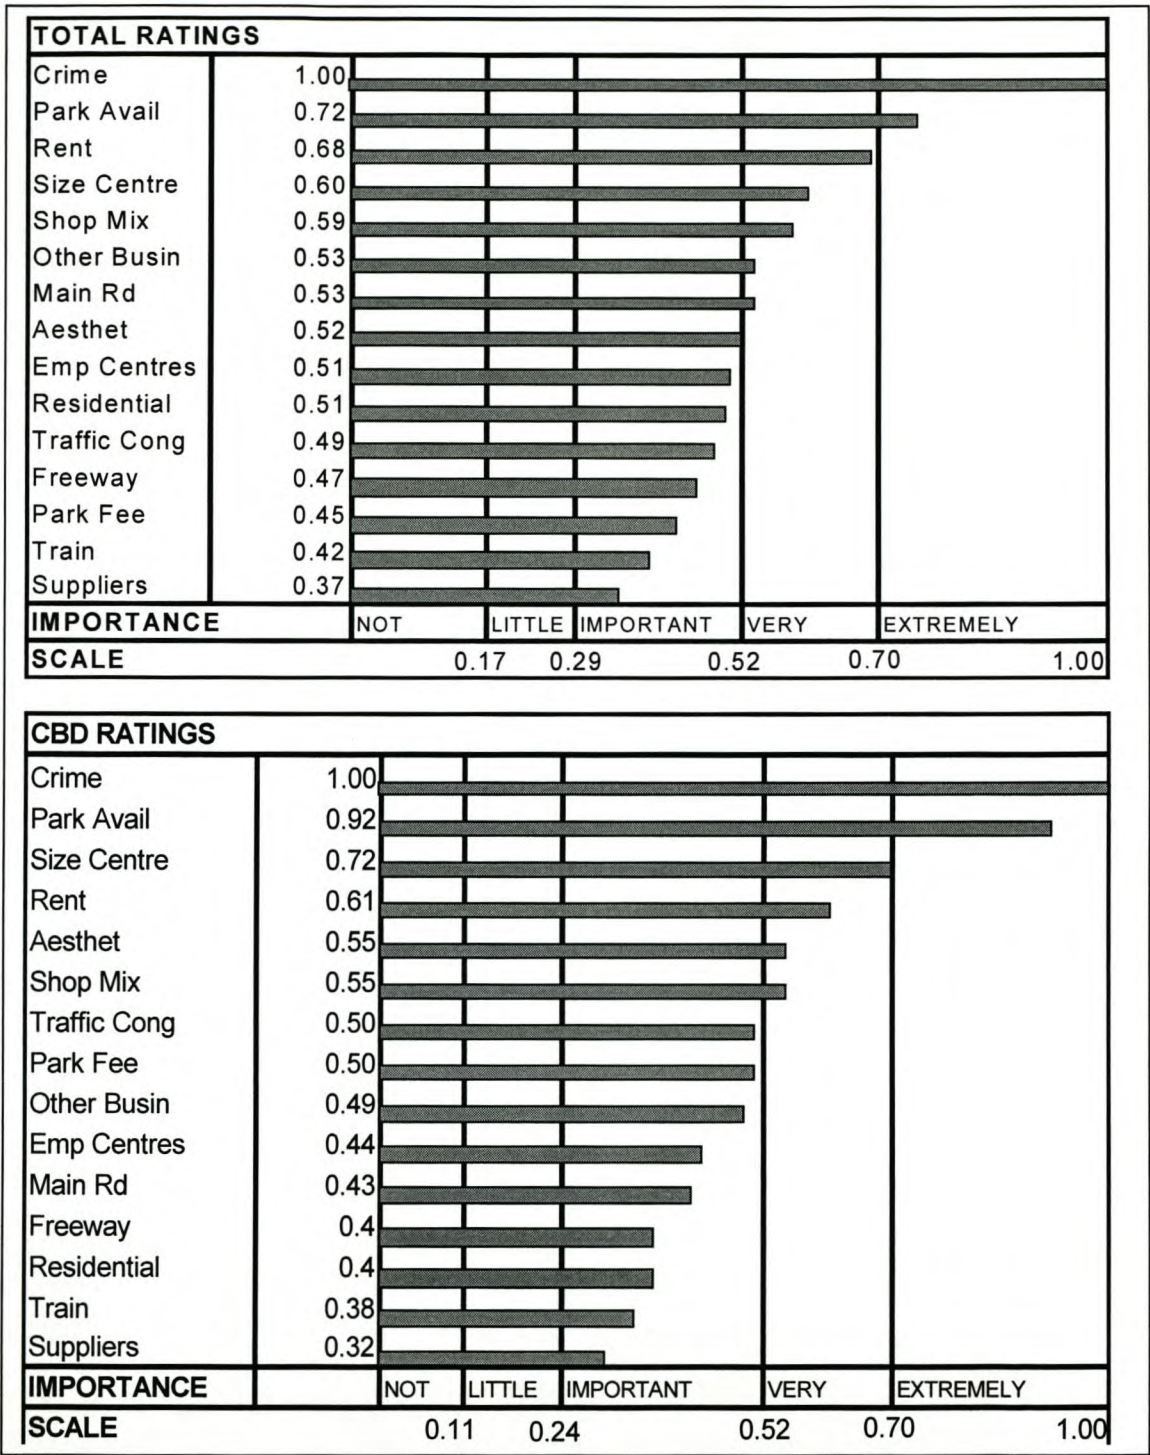 TOTAL RATINGS
Crime 1.00
Park Avail 0.72
Rent 0.68
Size Centre 0.60
Shop Mix 0.59
Other Busin 0.53
Main Rd 0.53
Aesthet 0.52
Emp Centres 0.51
Residential 0.51
Traffic Cong 0.49
Freeway 0.47
Park Fee 0.45
Train 0.42
Suppliers 0.37
IMPORTANCE NOT LITTLE IMPORTANT VERY EXTREMELY
SCALE 0.17 0.29 0.52 0.70 1.00
CBD RATINGS
Crime 1.00
Park Avail 0.92
Size Centre 0.72
Rent 0.61
Aesthet 0.55
Shop Mix 0.55
Traffic Cong 0.50
Park Fee 0.50
Other Busin 0.49
Emp Centres 0.44
Main Rd 0.43
Freeway 0.4
Residential 0.4
Train 0.38
Suppliers 0.32
IMPORTANCE NOT LITTLE IMPORTANT VERY EXTREMELY
SCALE 0.11 0.24 0.52 0.70 1.00